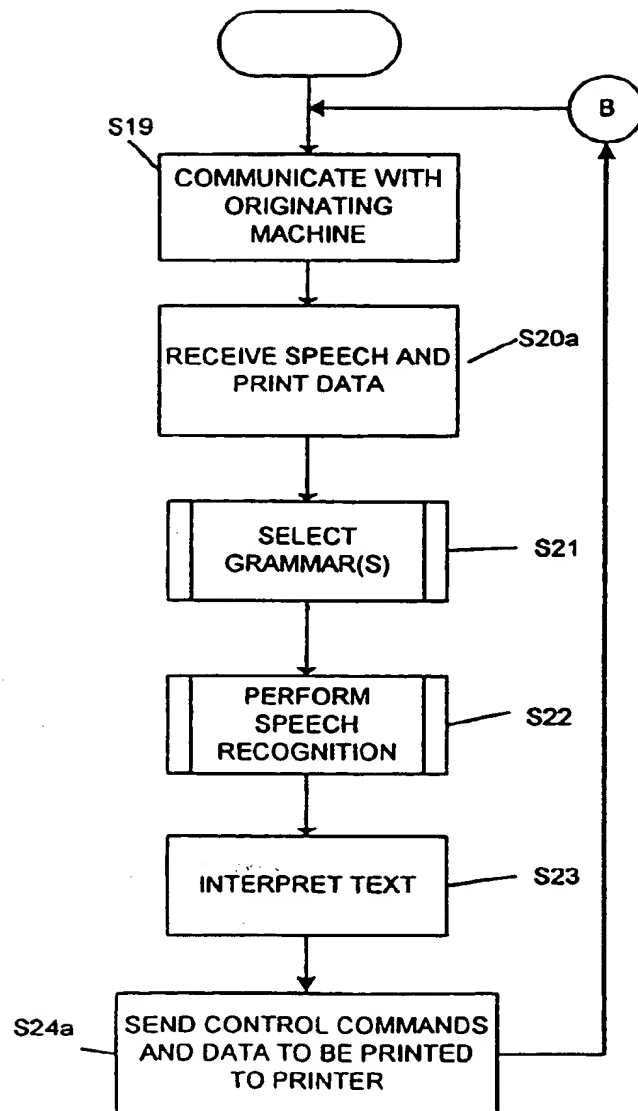 B
S19
COMMUNICATE WITH
ORIGINATING
MACHINE
RECEIVE SPEECH AND
PRINT DATA
S20a
SELECT
GRAMMAR(S)
S21
PERFORM
SPEECH
RECOGNITION
S22
INTERPRET TEXT
S23
S24a
SEND CONTROL COMMANDS
AND DATA TO BE PRINTED
TO PRINTER